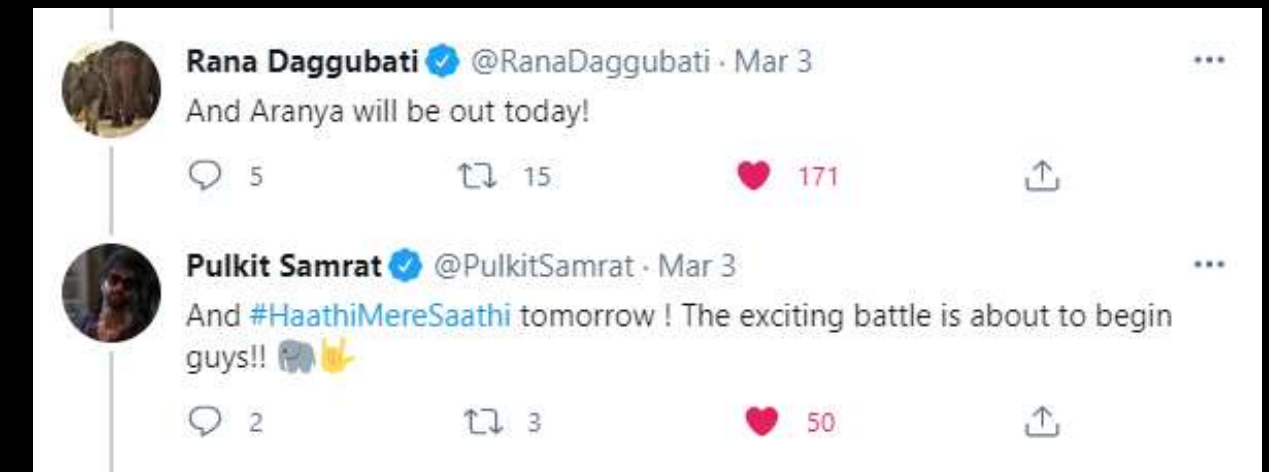 Rana Daggubati @RanaDaggubati · Mar 3
And Aranya will be out today!
5 15 171
Pulkit Samrat @PulkitSamrat · Mar 3
And #HaathiMereSaathi tomorrow ! The exciting battle is about to begin
guys!! 🐘🤟
2 3 50